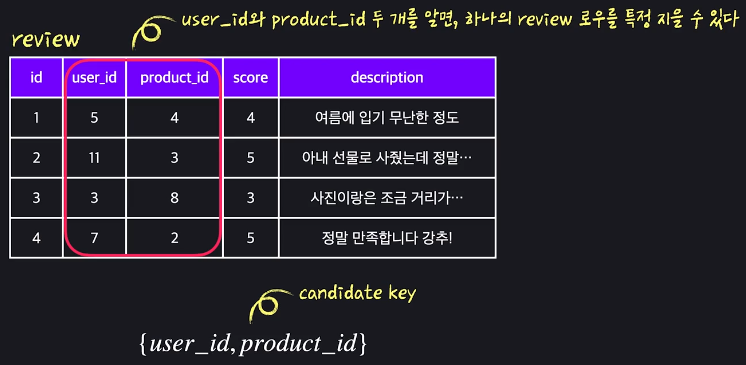 user_id와 product_id 두 개를 알면, 하나의 review 로우를 특정 지을 수 있다
review
id user_id product_id score description
1 5 4 4 여름에 입기 무난한 정도
2 11 3 5 아내 선물로 사줬는데 정말…
3 3 8 3 사진이랑은 조금 거리가…
4 7 2 5 정말 만족합니다 강추!
candidate key
{user_id, product_id}